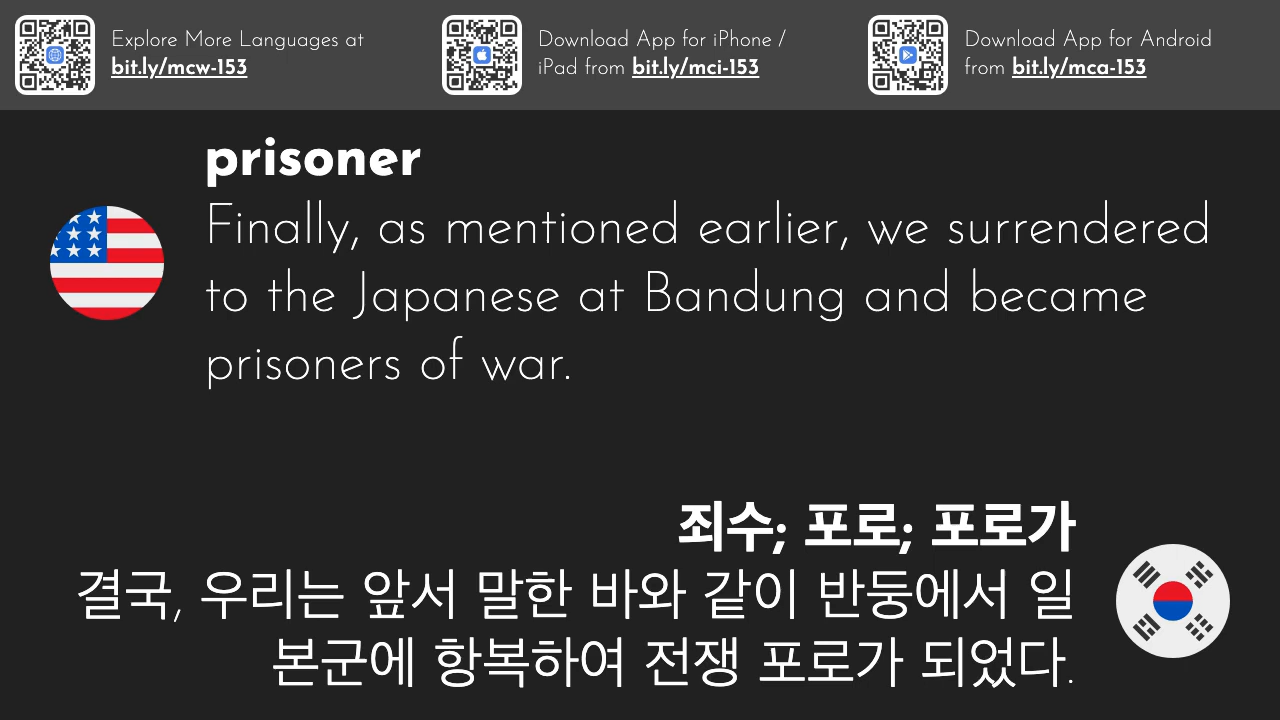 Explore More Languages at
bit.ly/mcw-153
Download App for iPhone /
iPad from bit.ly/mci-153
Download App for Android
from bit.ly/mca-153
prisoner
Finally, as mentioned earlier, we surrendered
to the Japanese at Bandung and became
prisoners of war.
죄수; 포로; 포로가
결국, 우리는 앞서 말한 바와 같이 반둥에서 일
본군에 항복하여 전쟁 포로가 되었다.